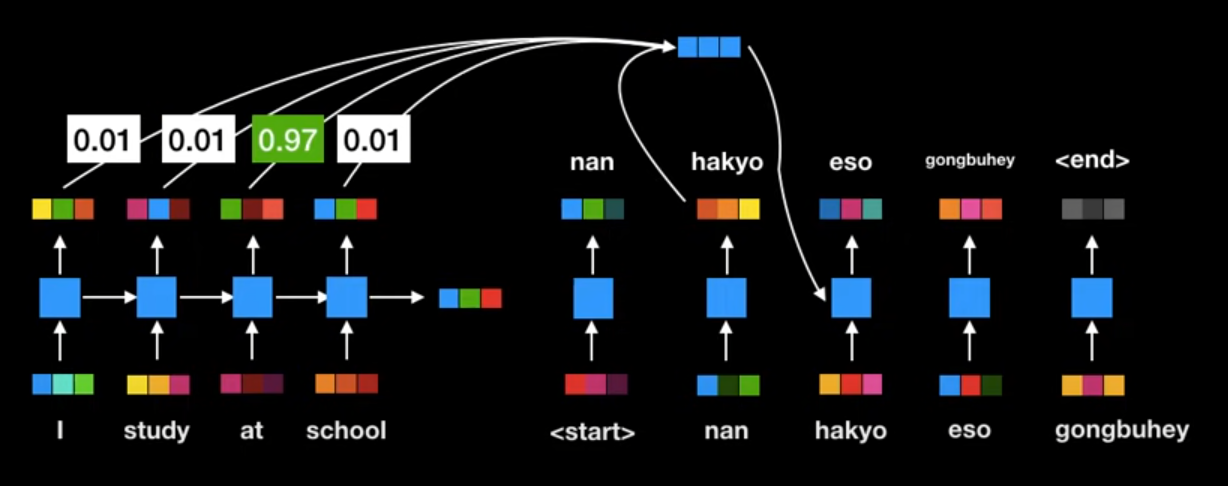 0.01 0.01 0.97 0.01
nan hakyo eso gongbuhey <end>
I study at school <start> nan hakyo eso gongbuhey